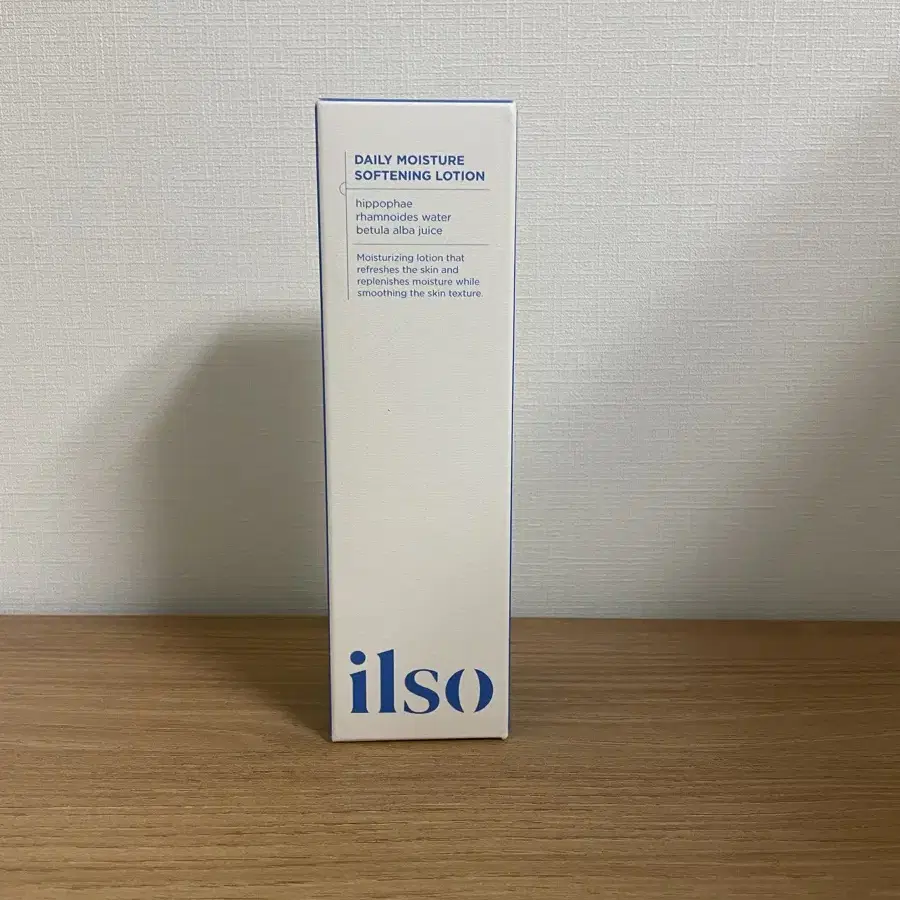 DAILY MOISTURE
SOFTENING LOTION
hippophae
rhamnoides water
betula alba juice
Moisturizing lotion that
refreshes the skin and
replenishes moisture while
smoothing the skin texture.
ilso